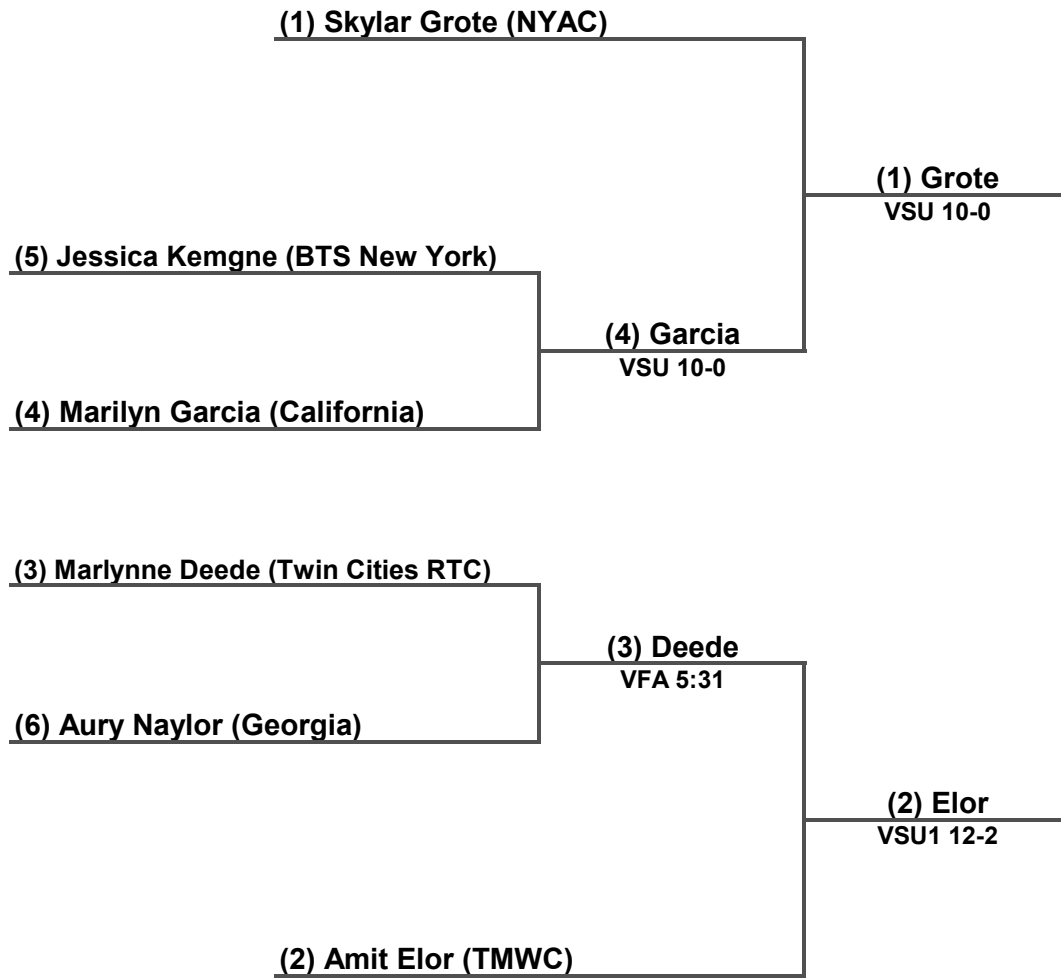 (1) Skylar Grote (NYAC)
(1) Grote
VSU 10-0
(5) Jessica Kemgne (BTS New York)
(4) Garcia
VSU 10-0
(4) Marilyn Garcia (California)
(3) Marlynne Deede (Twin Cities RTC)
(3) Deede
VFA 5:31
(6) Aury Naylor (Georgia)
(2) Elor
VSU1 12-2
(2) Amit Elor (TMWC)